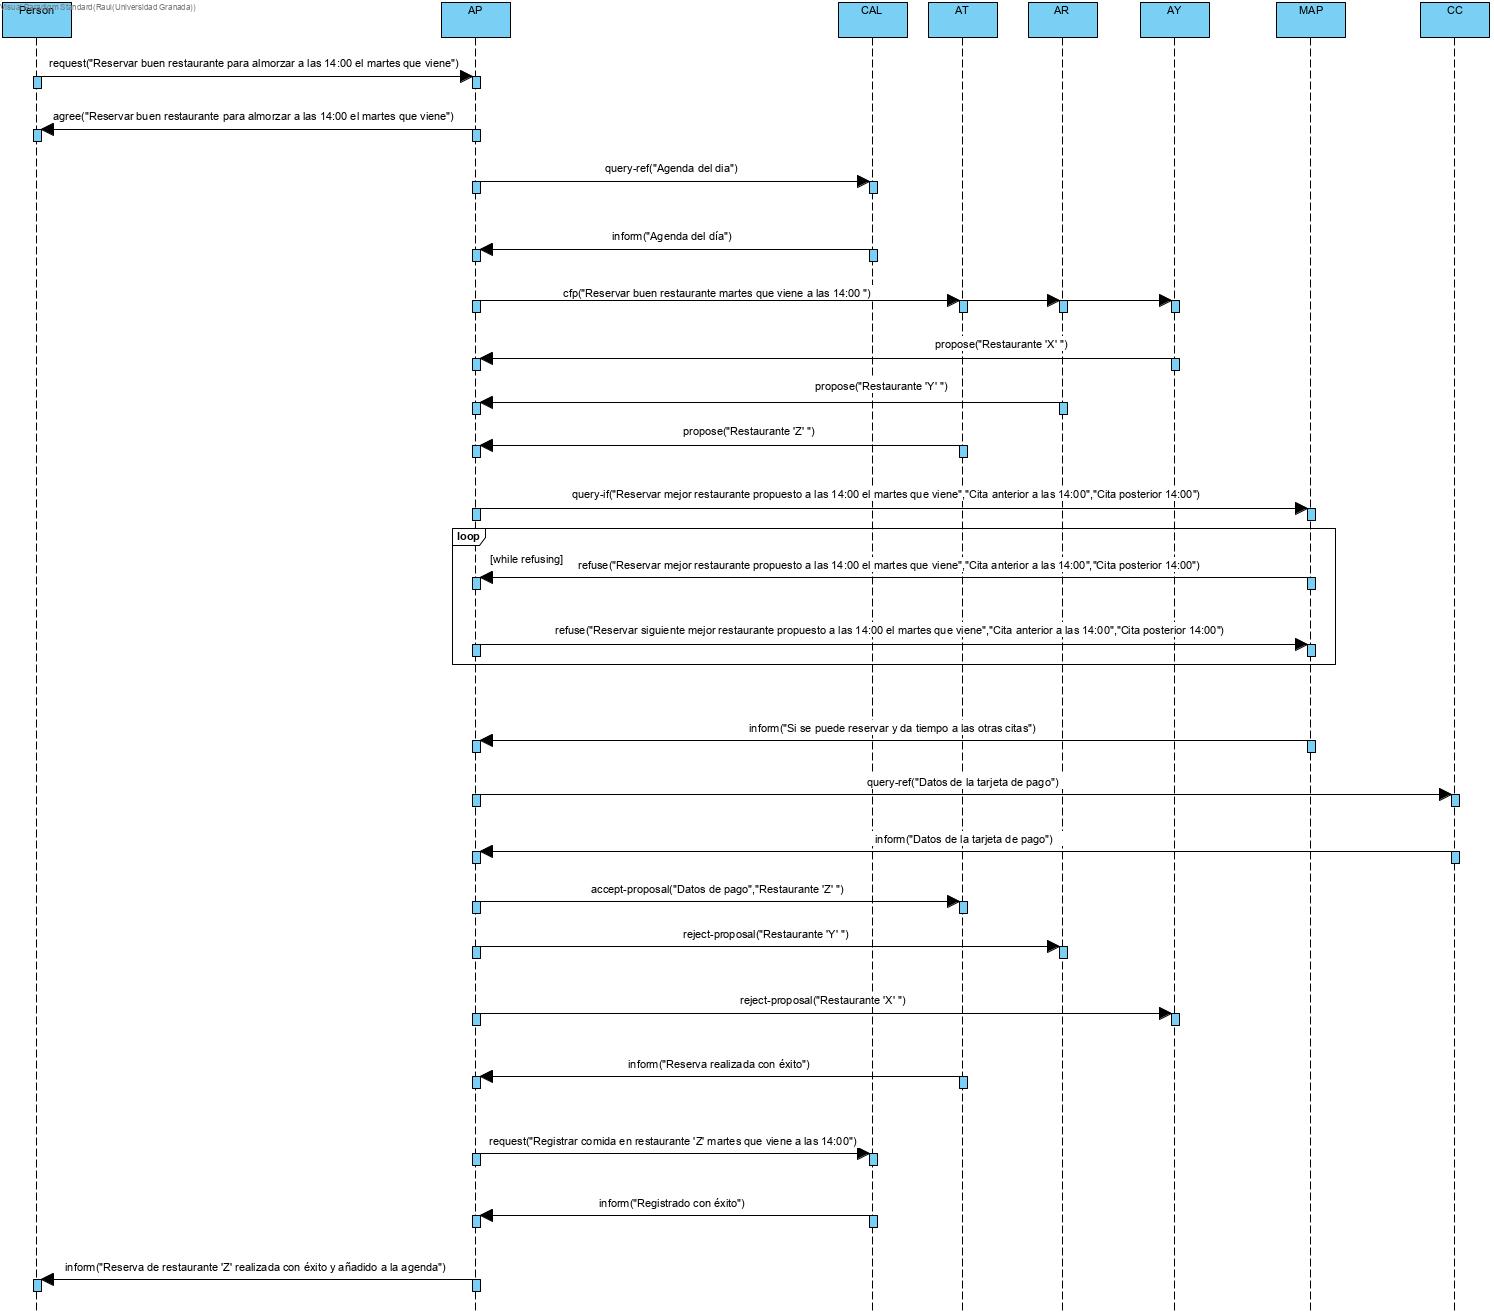 Visual Paradigm Standard(Raul(Universidad Granada))
Person
AP
CAL
AT
AR
AY
MAP
CC
request("Reservar buen restaurante para almorzar a las 14:00 el martes que viene")
agree("Reservar buen restaurante para almorzar a las 14:00 el martes que viene")
query-ref("Agenda del dia")
inform("Agenda del día")
cfp("Reservar buen restaurante martes que viene a las 14:00 ")
propose("Restaurante 'X' ")
propose("Restaurante 'Y' ")
propose("Restaurante 'Z' ")
query-if("Reservar mejor restaurante propuesto a las 14:00 el martes que viene","Cita anterior a las 14:00","Cita posterior 14:00")
loop
[while refusing]
refuse("Reservar mejor restaurante propuesto a las 14:00 el martes que viene","Cita anterior a las 14:00","Cita posterior 14:00")
refuse("Reservar siguiente mejor restaurante propuesto a las 14:00 el martes que viene","Cita anterior a las 14:00","Cita posterior 14:00")
inform("Si se puede reservar y da tiempo a las otras citas")
query-ref("Datos de la tarjeta de pago")
inform("Datos de la tarjeta de pago")
accept-proposal("Datos de pago","Restaurante 'Z' ")
reject-proposal("Restaurante 'Y' ")
reject-proposal("Restaurante 'X' ")
inform("Reserva realizada con éxito")
request("Registrar comida en restaurante 'Z' martes que viene a las 14:00")
inform("Registrado con éxito")
inform("Reserva de restaurante 'Z' realizada con éxito y añadido a la agenda")